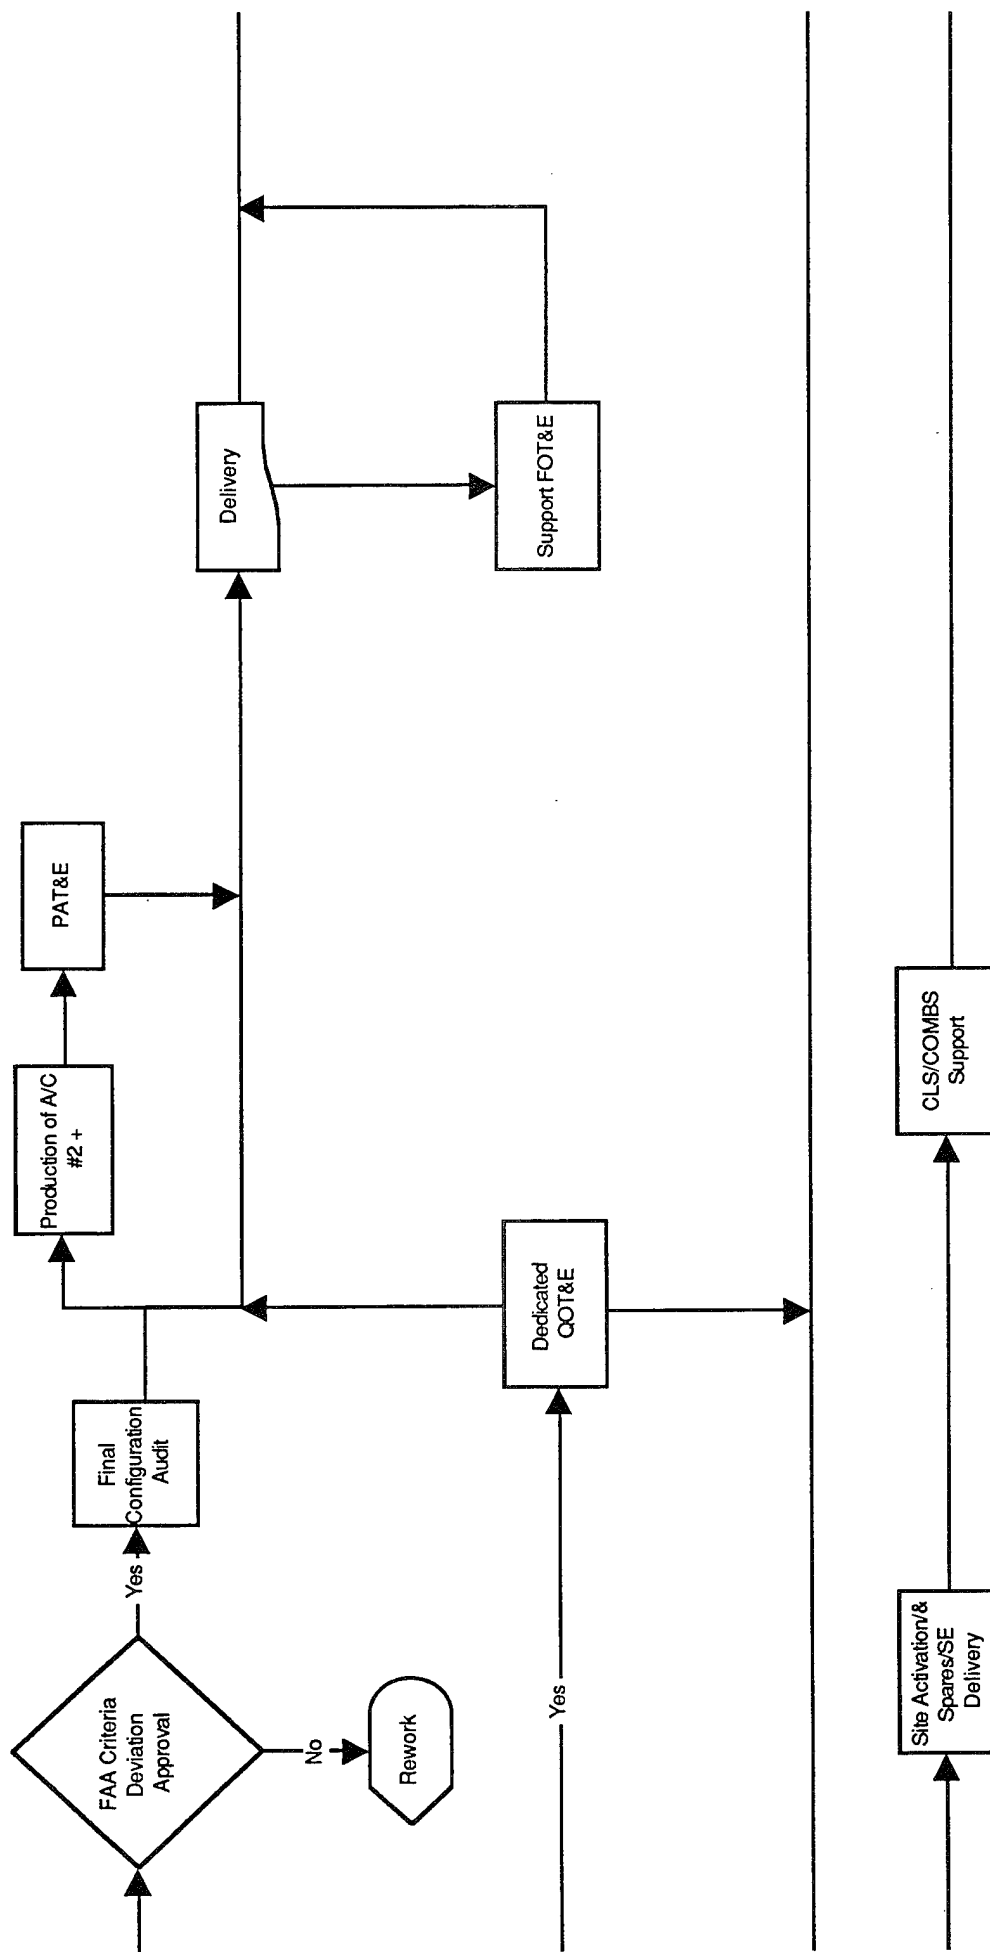 FAA Criteria
Deviation
Approval
Yes
No
Rework
Final
Configuration
Audit
Production of A/C
#2 +
PAT&E
Delivery
Support FOT&E
Yes
Dedicated
QOT&E
Site Activation/&
Spares/SE
Delivery
CLS/COMBS
Support